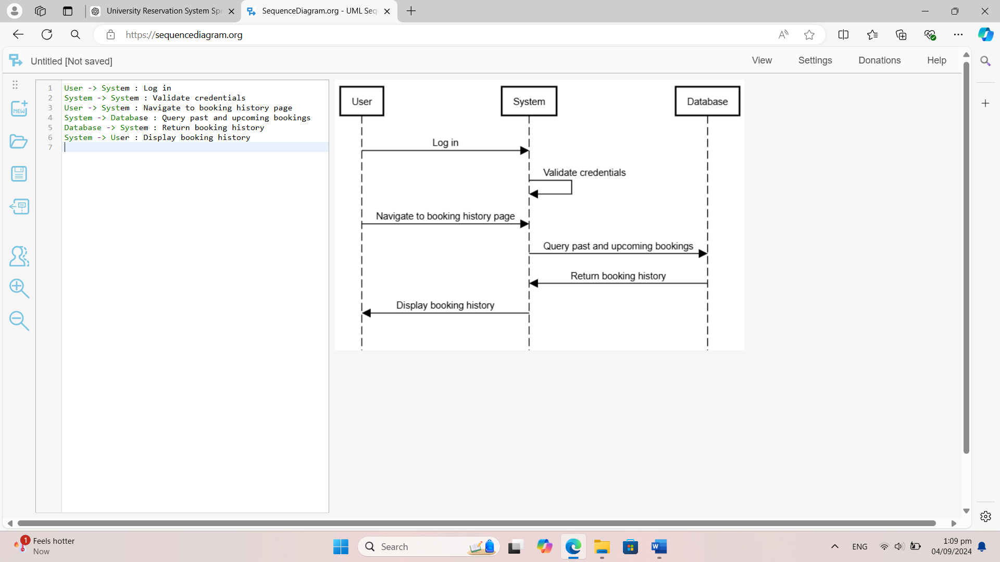 University Reservation System Spe
SequenceDiagram.org - UML Seq
https://sequencediagram.org
Untitled [Not saved]
View
Settings
Donations
Help
NEW
1 User -> System : Log in
2 System -> System : Validate credentials
3 User -> System : Navigate to booking history page
4 System -> Database : Query past and upcoming bookings
5 Database -> System : Return booking history
6 System -> User : Display booking history
7
User
System
Database
Log in
Validate credentials
Navigate to booking history page
Query past and upcoming bookings
Return booking history
Display booking history
1
Feels hotter
Now
Search
W
ENG
1:09 pm
04/09/2024